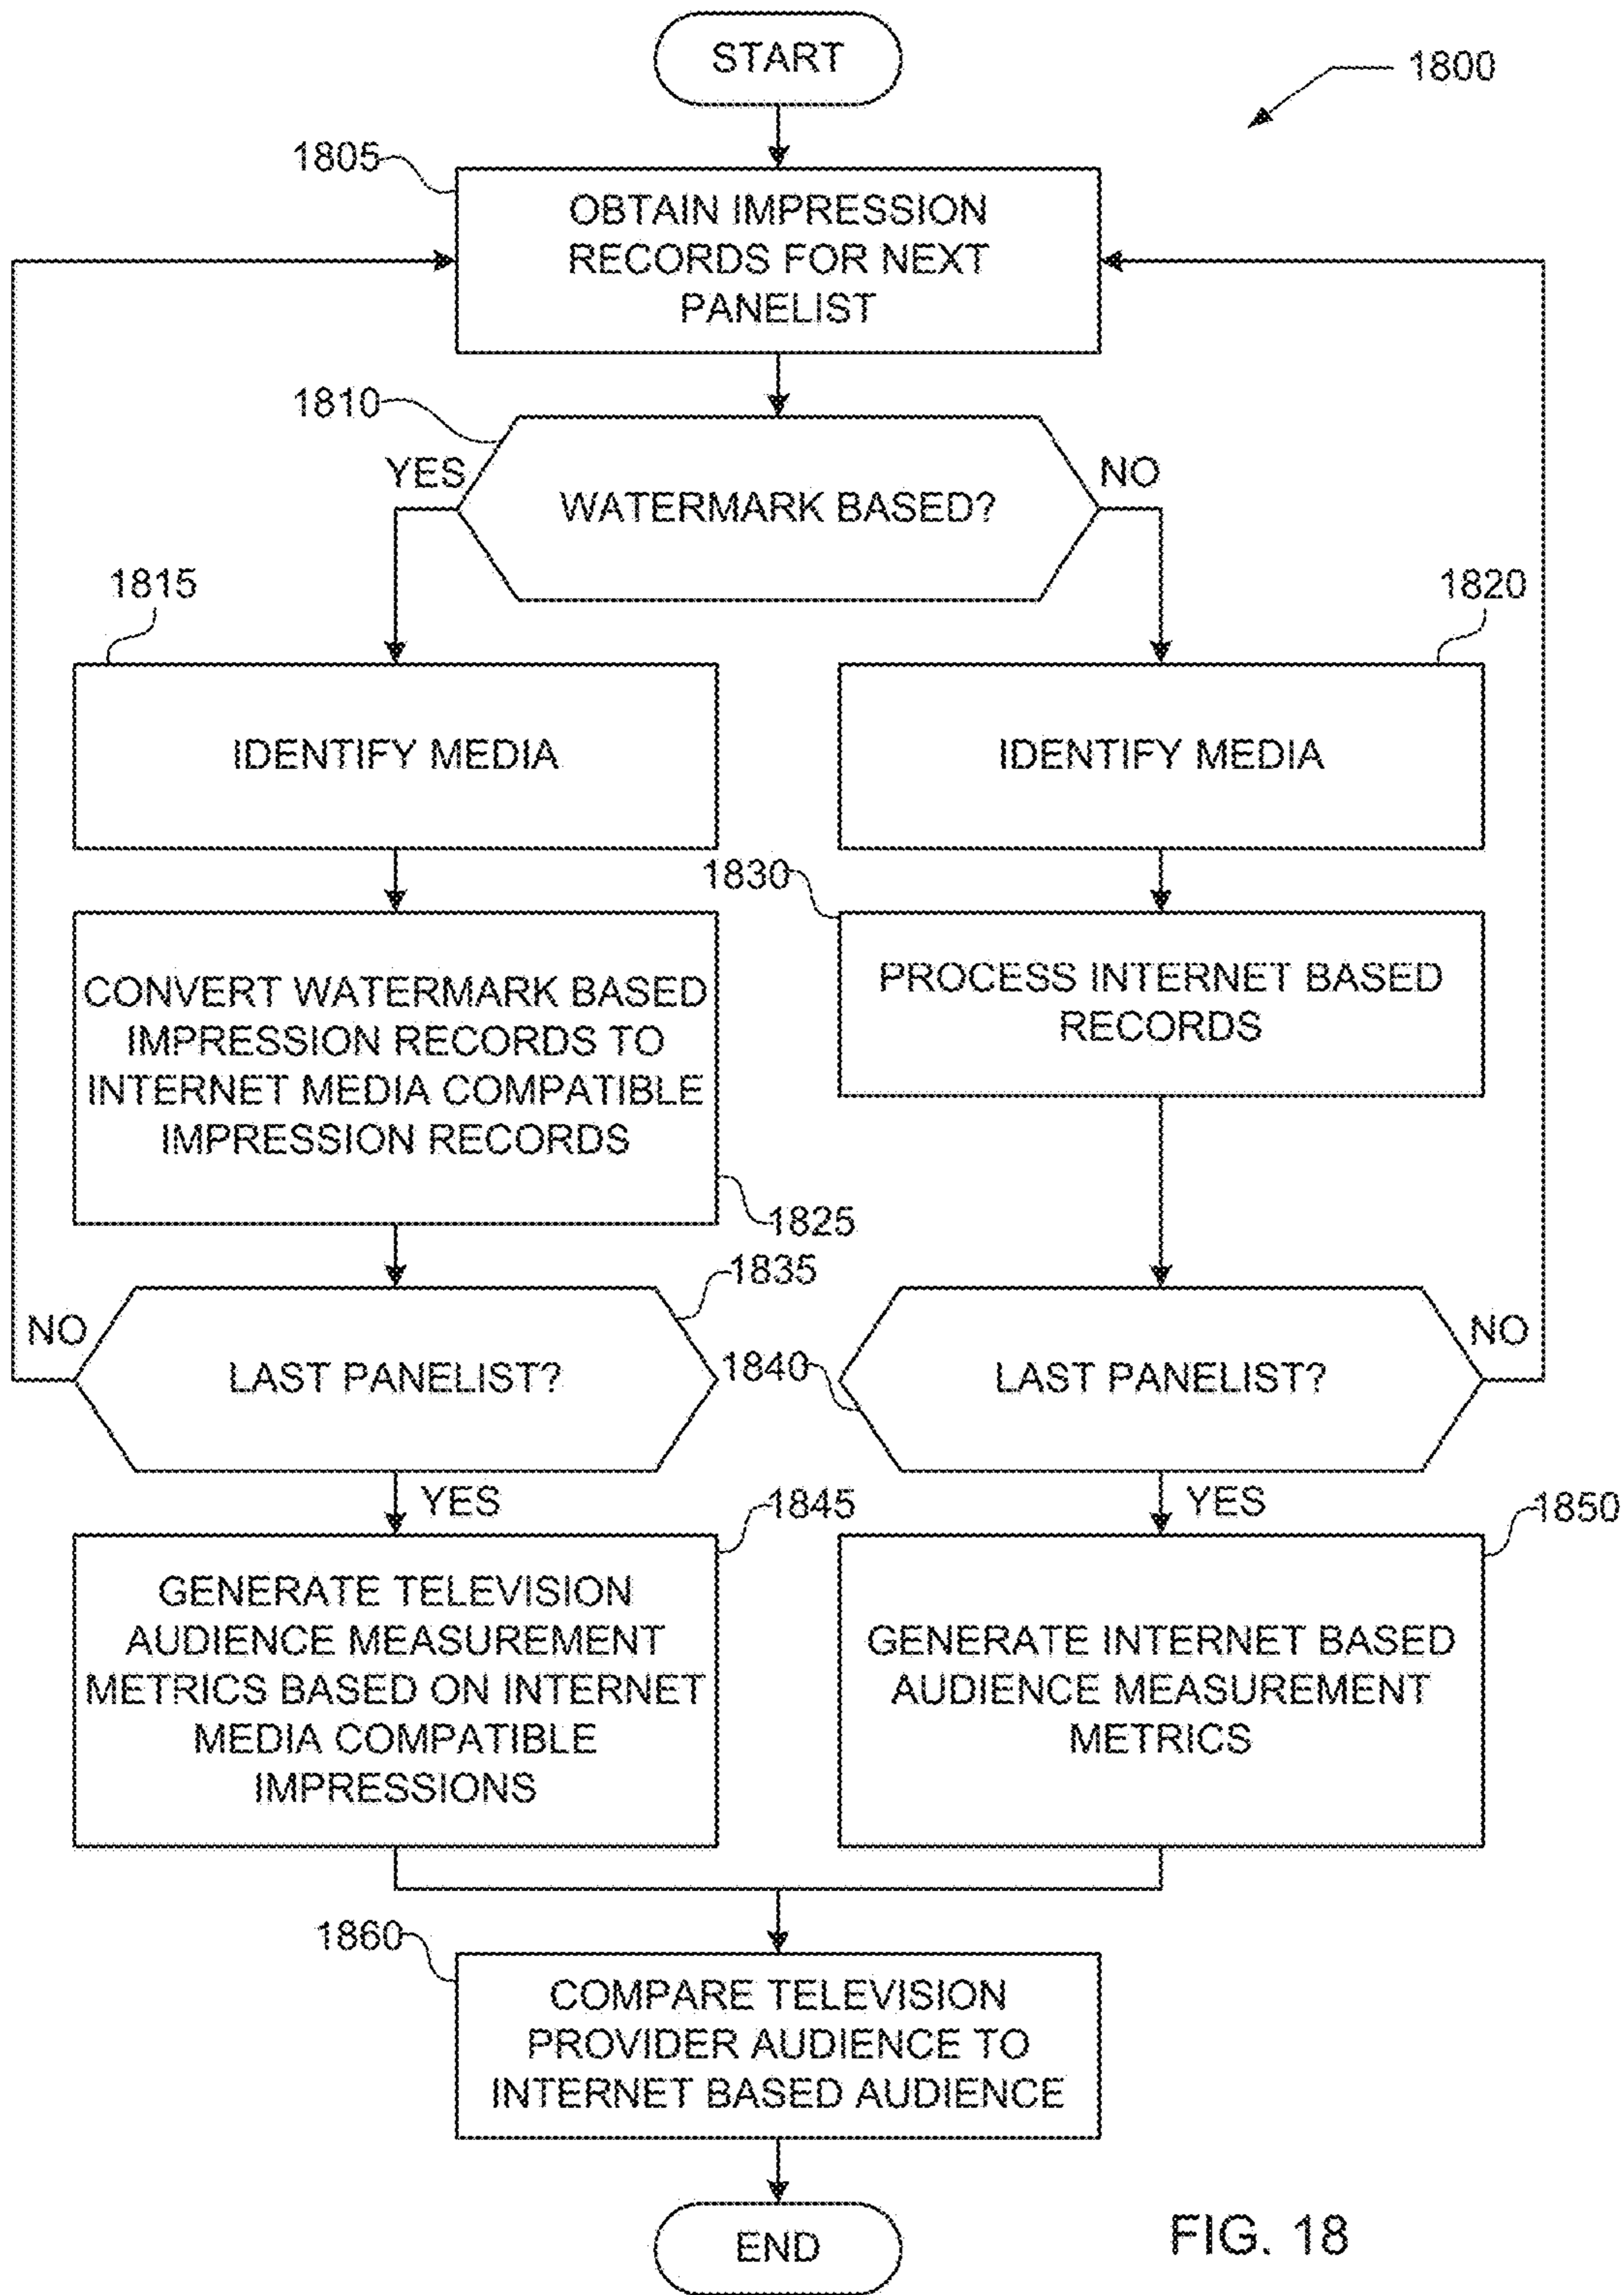 START
1800
1805
OBTAIN IMPRESSION
RECORDS FOR NEXT
PANELIST
1810
YES
NO
WATERMARK BASED?
1815
1820
IDENTIFY MEDIA
IDENTIFY MEDIA
1830
CONVERT WATERMARK BASED
IMPRESSION RECORDS TO
INTERNET MEDIA COMPATIBLE
IMPRESSION RECORDS
PROCESS INTERNET BASED
RECORDS
1825
1835
NO
LAST PANELIST?
1840
LAST PANELIST?
NO
YES
1845
YES
1850
GENERATE TELEVISION
AUDIENCE MEASUREMENT
METRICS BASED ON INTERNET
MEDIA COMPATIBLE
IMPRESSIONS
GENERATE INTERNET BASED
AUDIENCE MEASUREMENT
METRICS
1860
COMPARE TELEVISION
PROVIDER AUDIENCE TO
INTERNET BASED AUDIENCE
END
FIG. 18